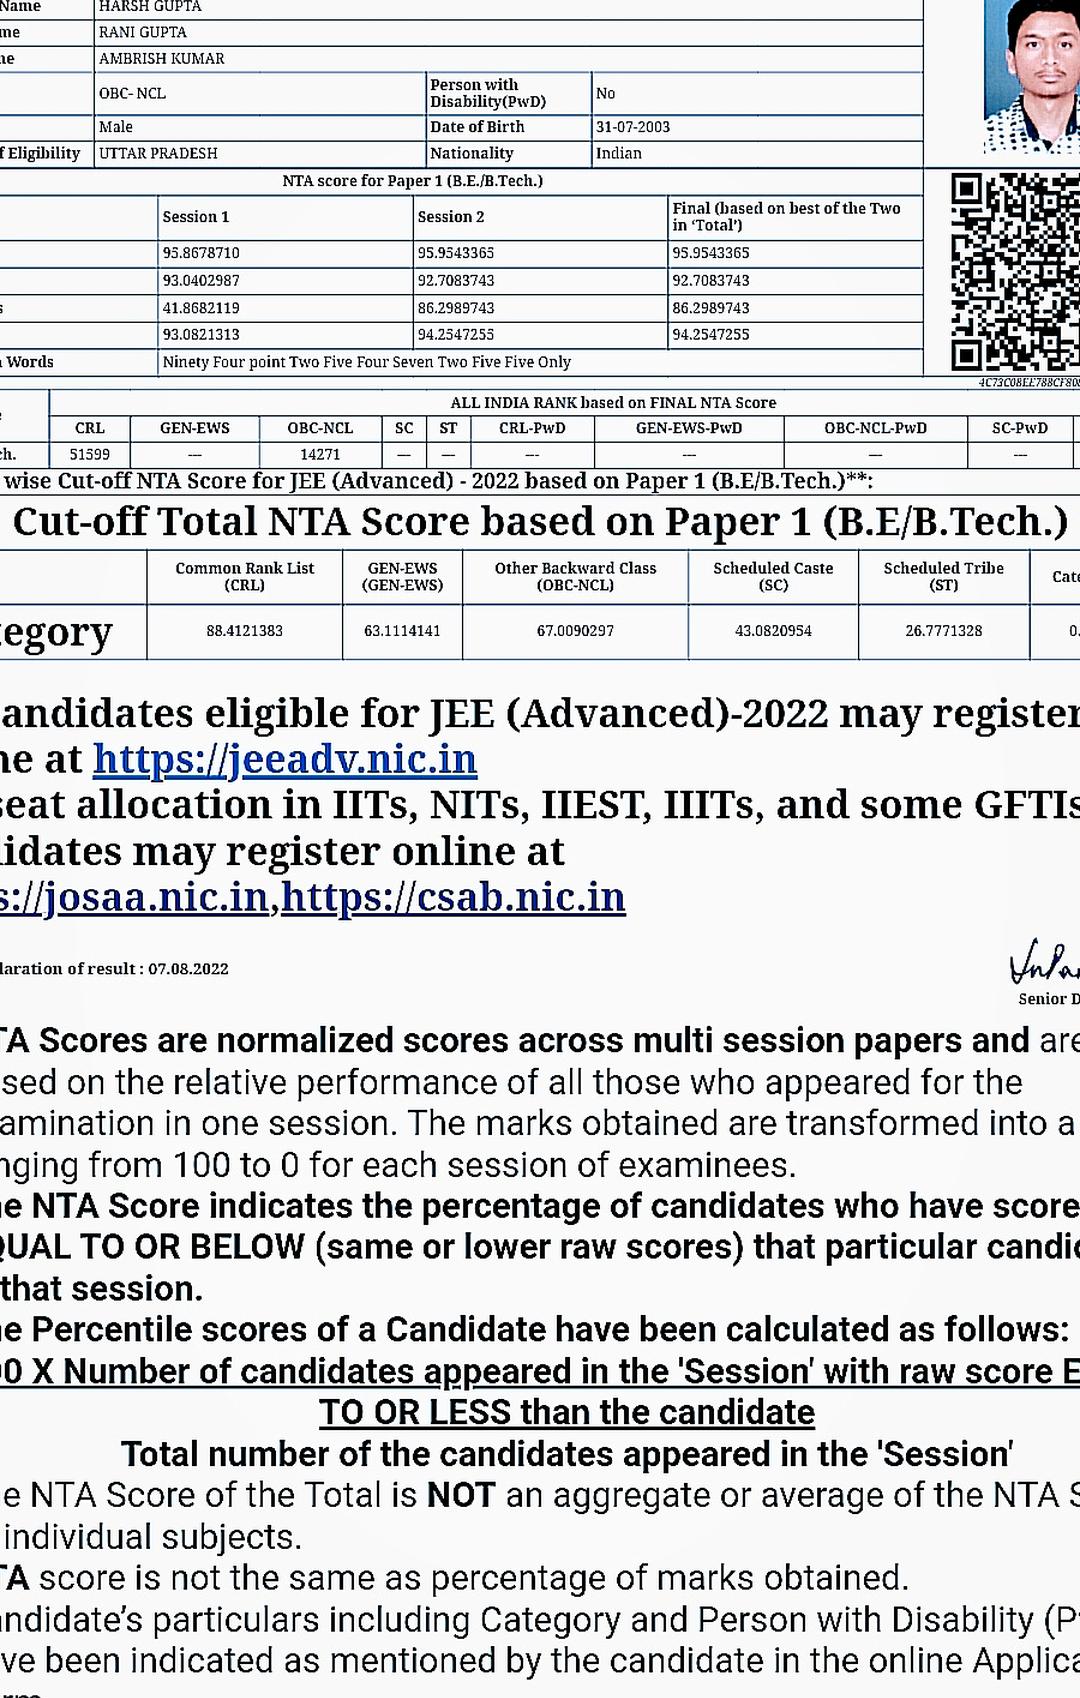 Name HARSH GUPTA
me RANI GUPTA
ne AMBRISH KUMAR
OBC- NCL Person with Disability(PwD) No
Male Date of Birth 31-07-2003
f Eligibility UTTAR PRADESH Nationality Indian
NTA score for Paper 1 (B.E./B.Tech.)
Session 1 Session 2 Final (based on best of the Two in ‘Total’)
95.8678710 95.9543365 95.9543365
93.0402987 92.7083743 92.7083743
s 41.8682119 86.2989743 86.2989743
93.0821313 94.2547255 94.2547255
n Words Ninety Four point Two Five Four Seven Two Five Five Only
4C73C08EE788CF80
e ALL INDIA RANK based on FINAL NTA Score
CRL GEN-EWS OBC-NCL SC ST CRL-PwD GEN-EWS-PwD OBC-NCL-PwD SC-PwD
ch. 51599 --- 14271 --- --- --- --- --- ---
wise Cut-off NTA Score for JEE (Advanced) - 2022 based on Paper 1 (B.E/B.Tech.)**:
Cut-off Total NTA Score based on Paper 1 (B.E/B.Tech.)
Common Rank List (CRL) GEN-EWS (GEN-EWS) Other Backward Class (OBC-NCL) Scheduled Caste (SC) Scheduled Tribe (ST) Cate
tegory 88.4121383 63.1114141 67.0090297 43.0820954 26.7771328 0.
andidates eligible for JEE (Advanced)-2022 may register
ne at https://jeeadv.nic.in
seat allocation in IITs, NITs, IIEST, IIITs, and some GFTIs
lidates may register online at
s://josaa.nic.in,https://csab.nic.in
laration of result : 07.08.2022
Senior D
TA Scores are normalized scores across multi session papers and are
sed on the relative performance of all those who appeared for the
amination in one session. The marks obtained are transformed into a
nging from 100 to 0 for each session of examinees.
ne NTA Score indicates the percentage of candidates who have score
QUAL TO OR BELOW (same or lower raw scores) that particular candic
that session.
ne Percentile scores of a Candidate have been calculated as follows:
00 X Number of candidates appeared in the 'Session' with raw score E
TO OR LESS than the candidate
Total number of the candidates appeared in the 'Session'
e NTA Score of the Total is NOT an aggregate or average of the NTA S
individual subjects.
TA score is not the same as percentage of marks obtained.
andidate’s particulars including Category and Person with Disability (P
ve been indicated as mentioned by the candidate in the online Applica